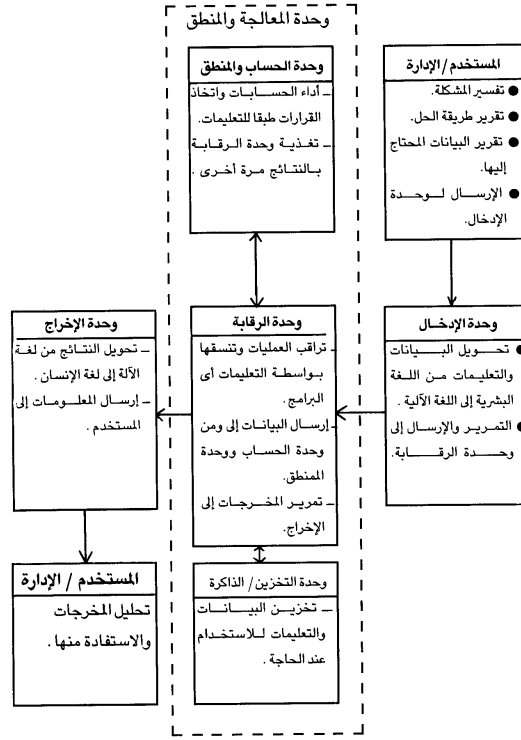 وحدة المعالجة والمنطق
المستخدم/الإدارة
● تفسير المشكلة.
● تقرير طريقة الحل.
● تقرير البيانات المحتاج
إليها.
● الإرسال لوحدة
الإدخال.
وحدة الإدخال
● تحويل البيانات
والتعليمات من اللغة
البشرية إلى اللغة الآلية .
● التمرير والإرسال إلى
وحدة الرقابة.
وحدة الحساب والمنطق
ـ أداء الحسابات واتخاذ
القرارات طبقا للتعليمات.
ـ تغذية وحدة الرقابة
بالنتائج مرة أخرى .
وحدة الرقابة
ـ تراقب العمليات وتنسقها
بواسطة التعليمات أى
البرامج.
ـ إرسال البيانات إلى ومن
وحدة الحساب ووحدة
الممنطق.
ـ تمرير المخرجات إلى
الإخراج.
وحدة التخزين/ الذاكرة
ـ تخزين البيانات
والتعليمات للاستخدام
عند الحاجة .
وحدة الإخراج
ـ تحويل النتائج من لغة
الآلة إلى لغة الإنسان .
ـ إرسال المعلومات إلى
المستخدم .
المستخدم / الإدارة
تحليل المخرجات
والاستفادة منها .